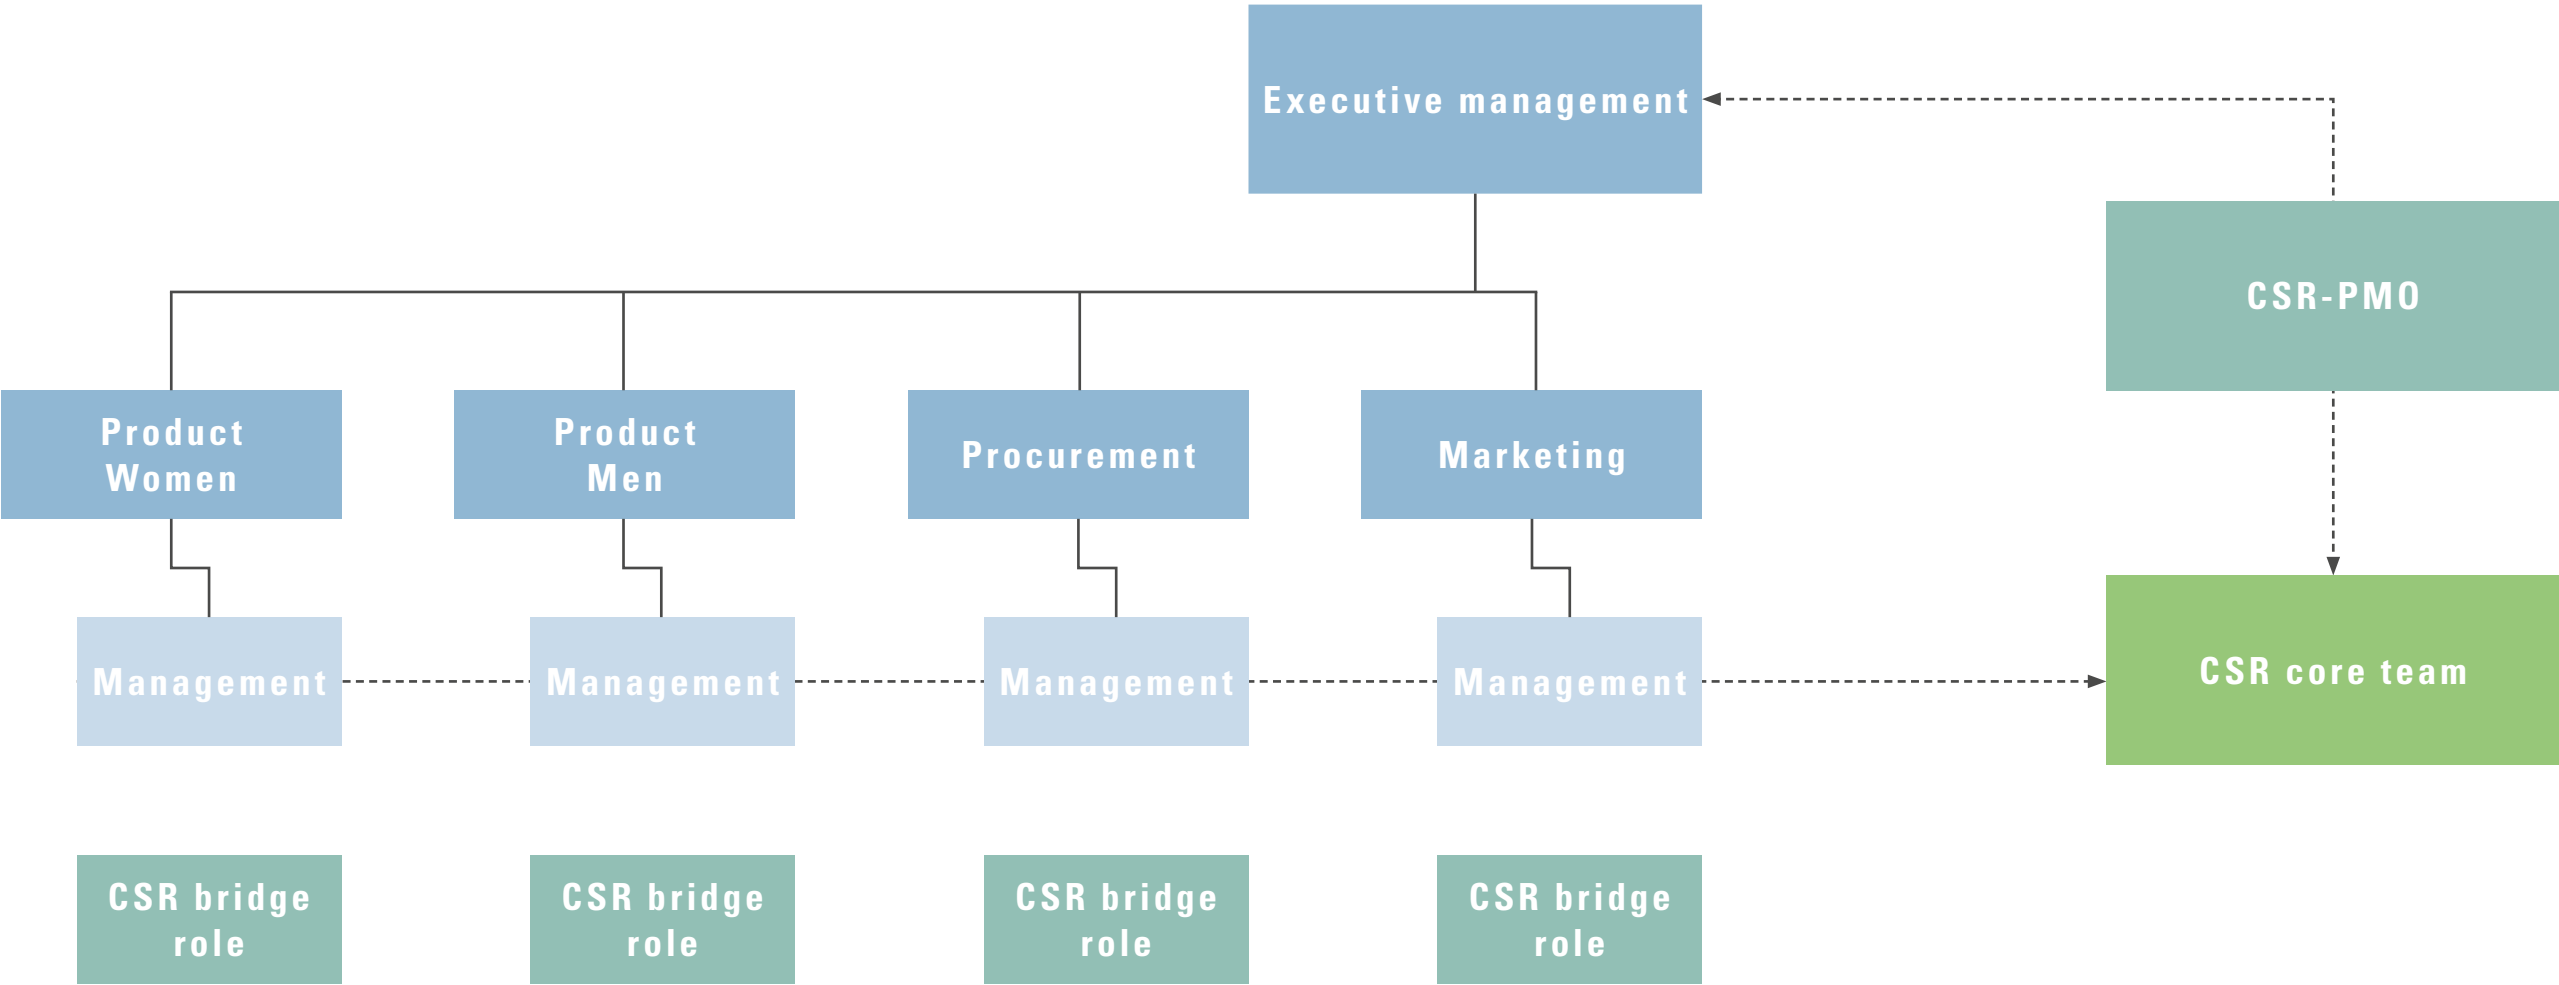 Executive management
CSR-PMO
Product
Women
Product
Men
Procurement
Marketing
Management
Management
Management
Management
CSR core team
CSR bridge
role
CSR bridge
role
CSR bridge
role
CSR bridge
role